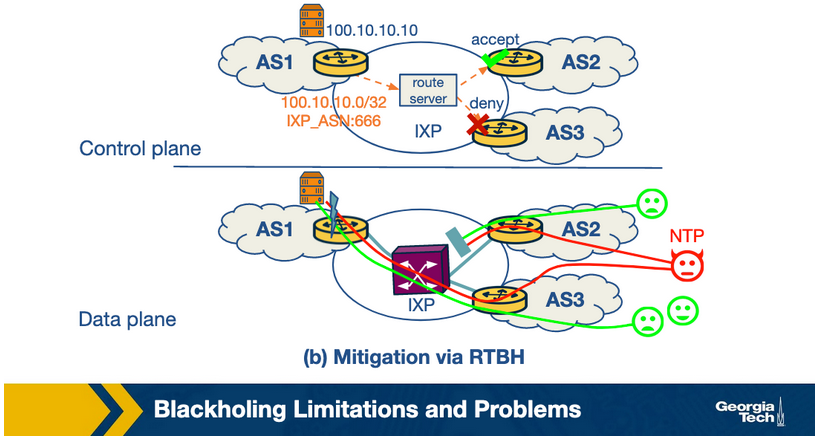 100.10.10.10
accept
AS1
AS2
route
server
100.10.10.0/32
IXP_ASN:666
deny
IXP
AS3
Control plane
AS1
AS2
NTP
IXP
AS3
Data plane
(b) Mitigation via RTBH
Blackholing Limitations and Problems
Georgia
Tech